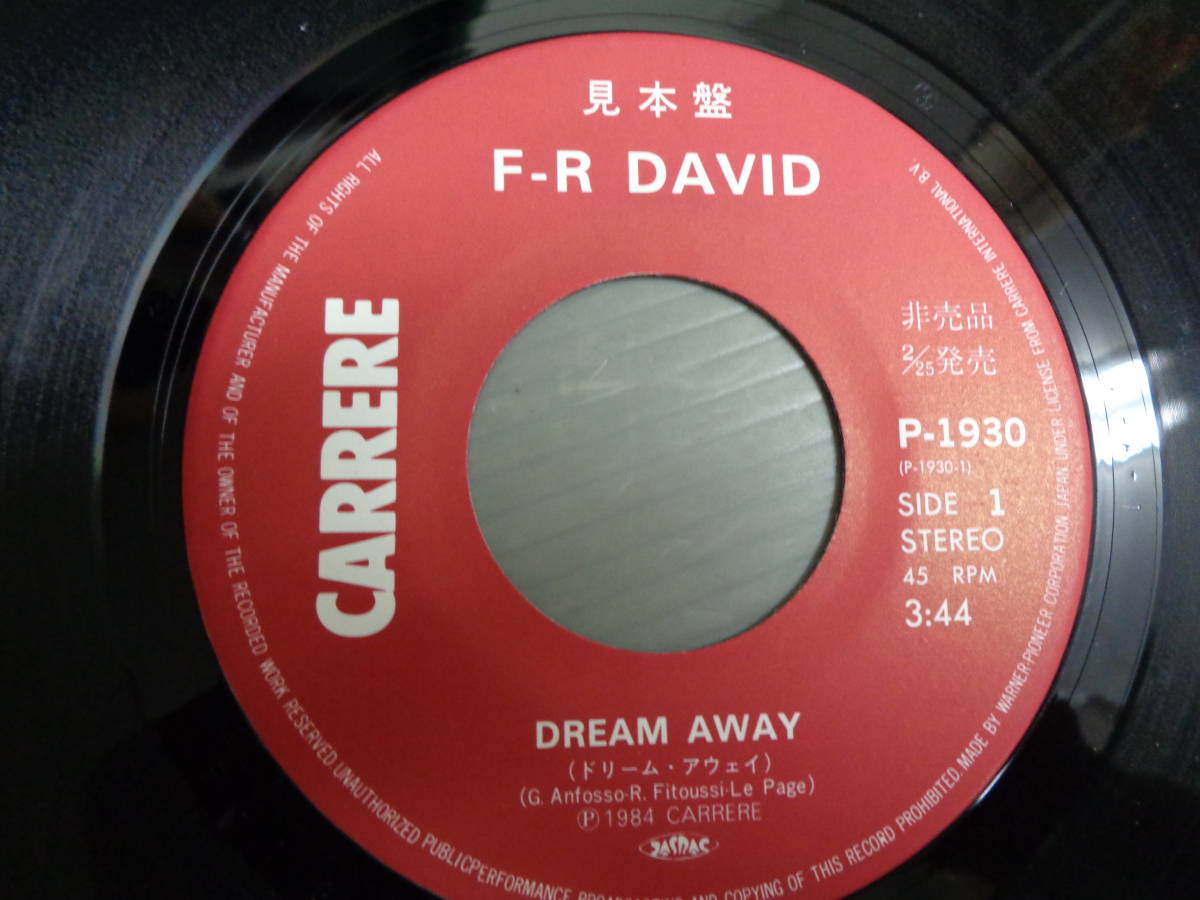 見本盤
F-R DAVID
CARRERE
非売品
2/25発売
P-1930
(P-1930-1)
SIDE 1
STEREO
45 RPM
3:44
DREAM AWAY
(ドリーム・アウェイ)
(G. Anfosso-R. Fitoussi-Le Page)
Ⓟ1984 CARRERE
JASRAC
ALL RIGHTS OF THE MANUFACTURER AND OF THE OWNER OF THE RECORDED WORK RESERVED. UNAUTHORIZED PUBLICPERFORMANCE BROADCASTING AND COPYING OF THIS RECORD PROHIBITED. MADE BY WARNER-PIONEER CORPORATION JAPAN UNDER LICENSE FROM CARRERE INTERNATIONAL B.V.